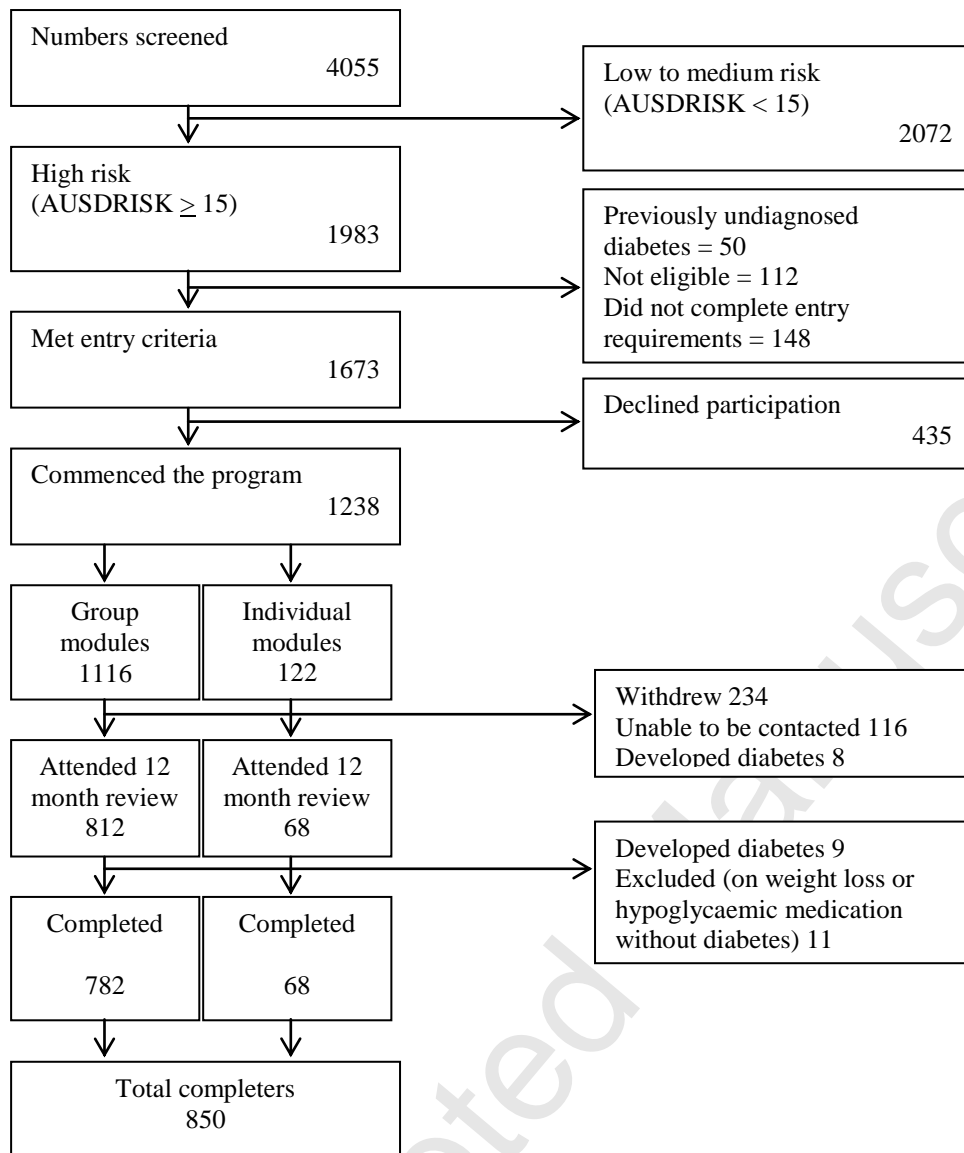 Numbers screened
4055
Low to medium risk
(AUSDRISK < 15)
2072
High risk
(AUSDRISK ≥ 15)
1983
Previously undiagnosed
diabetes = 50
Not eligible = 112
Did not complete entry
requirements = 148
Met entry criteria
1673
Declined participation
435
Commenced the program
1238
Group
modules
1116
Individual
modules
122
Withdrew 234
Unable to be contacted 116
Developed diabetes 8
Attended 12
month review
812
Attended 12
month review
68
Developed diabetes 9
Excluded (on weight loss or
hypoglycaemic medication
without diabetes) 11
Completed
782
Completed
68
Total completers
850